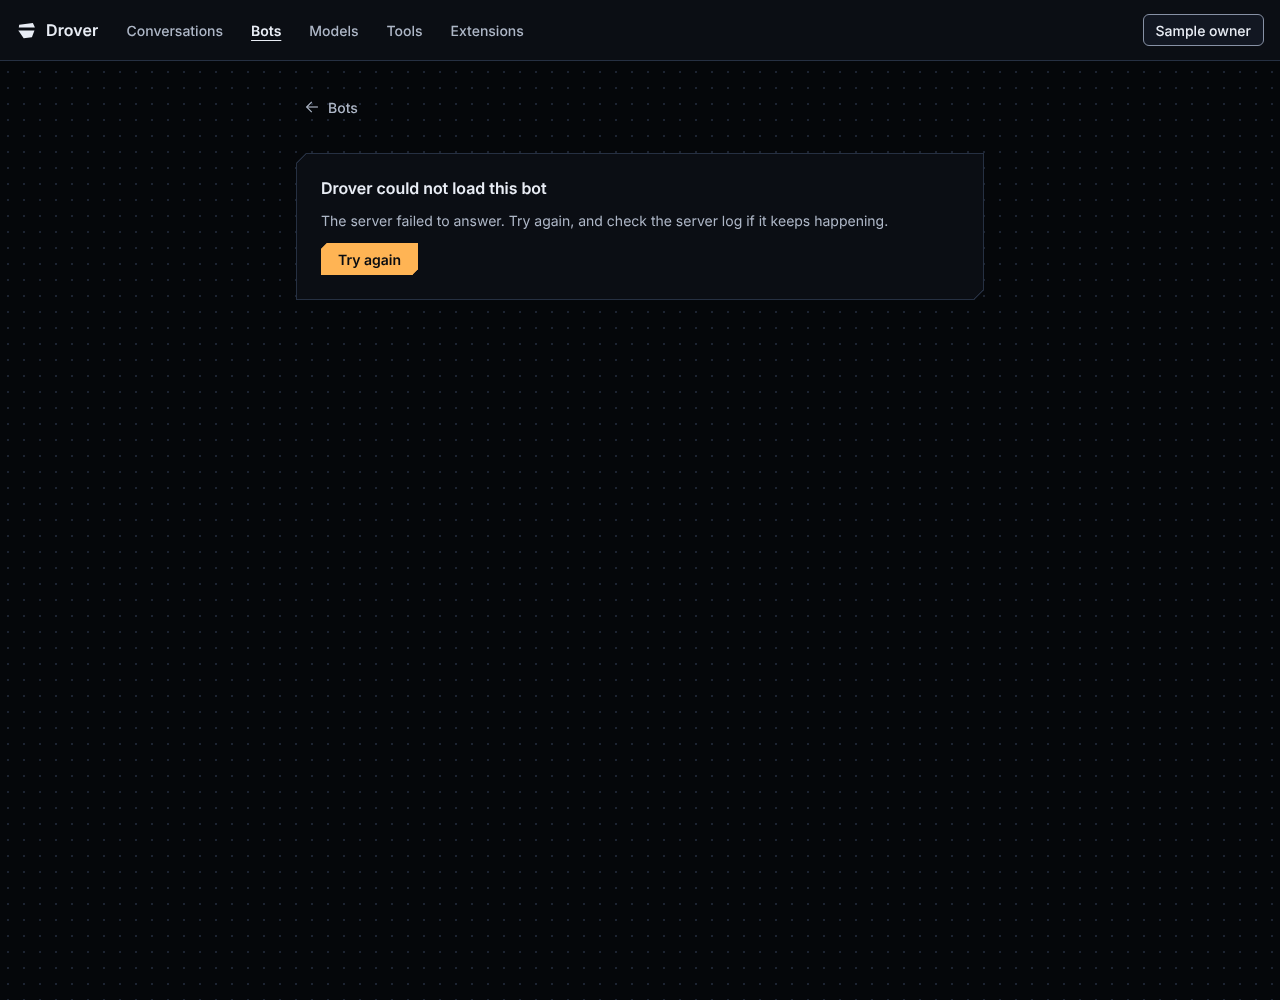 Drover
Conversations
Bots
Models
Tools
Extensions
Sample owner
Bots
Drover could not load this bot
The server failed to answer. Try again, and check the server log if it keeps happening.
Try again